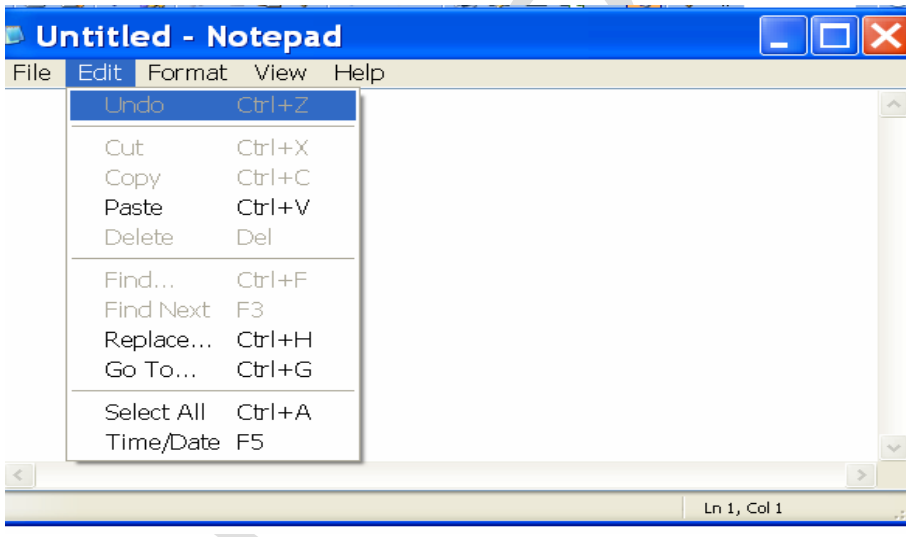 Untitled - Notepad
File Edit Format View Help
Undo Ctrl+Z
Cut Ctrl+X
Copy Ctrl+C
Paste Ctrl+V
Delete Del
Find... Ctrl+F
Find Next F3
Replace... Ctrl+H
Go To... Ctrl+G
Select All Ctrl+A
Time/Date F5
Ln 1, Col 1